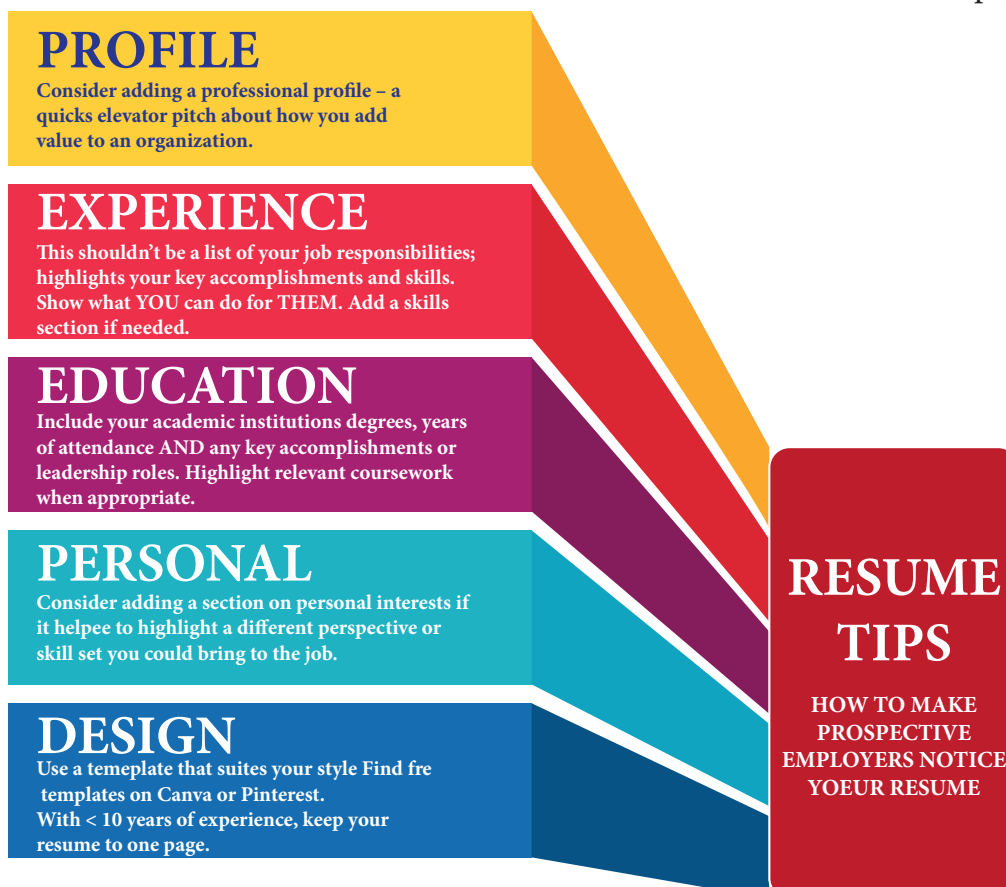 PROFILE
Consider adding a professional profile – a
quicks elevator pitch about how you add
value to an organization.
EXPERIENCE
This shouldn't be a list of your job responsibilities;
highlights your key accomplishments and skills.
Show what YOU can do for THEM. Add a skills
section if needed.
EDUCATION
Include your academic institutions degrees, years
of attendance AND any key accomplishments or
leadership roles. Highlight relevant coursework
when appropriate.
PERSONAL
Consider adding a section on personal interests if
it helpee to highlight a different perspective or
skill set you could bring to the job.
DESIGN
Use a temeplate that suites your style Find fre
templates on Canva or Pinterest.
With < 10 years of experience, keep your
resume to one page.
RESUME
TIPS
HOW TO MAKE
PROSPECTIVE
EMPLOYERS NOTICE
YOEUR RESUME